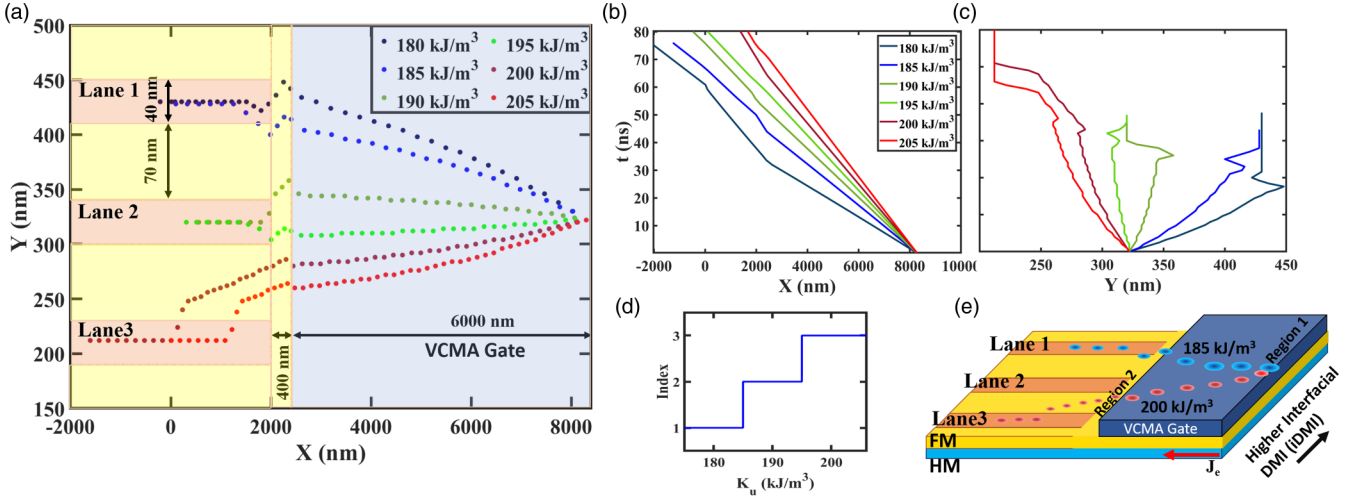 (a)
500
450
400
350
300
250
200
150
Y (nm)
-2000
0
2000
4000
6000
8000
X (nm)
Lane 1
Lane 2
Lane3
40 nm
70 nm
400 nm
6000 nm
VCMA Gate
180 kJ/m³
185 kJ/m³
190 kJ/m³
195 kJ/m³
200 kJ/m³
205 kJ/m³
(b)
80
70
60
50
40
30
20
10
t (ns)
-2000
0
2000
4000
6000
8000
10000
X (nm)
180 kJ/m³
185 kJ/m³
190 kJ/m³
195 kJ/m³
200 kJ/m³
205 kJ/m³
(c)
250
300
350
400
450
Y (nm)
(d)
3
2
1
Index
180
190
200
Kᵤ (kJ/m³)
(e)
Lane 1
Lane 2
Lane3
185 kJ/m³
200 kJ/m³
Region 1
Region 2
VCMA Gate
FM
HM
Jₑ
Higher Interfacial
DMI (iDMI)